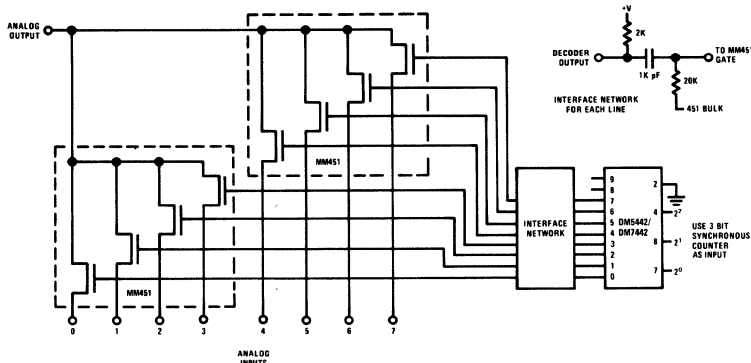 ANALOG
OUTPUT
MM451
MM451
0 1 2 3 4 5 6 7
ANALOG
INPUTS
+V
2K
DECODER
OUTPUT
1K pF
20K
TO MM451
GATE
451 BULK
INTERFACE NETWORK
FOR EACH LINE
INTERFACE
NETWORK
9
8
7
6
5
4
3
2
1
0
DM5442/
DM7442
2
4 2²
8 2¹
7 2⁰
USE 3 BIT
SYNCHRONOUS
COUNTER
AS INPUT